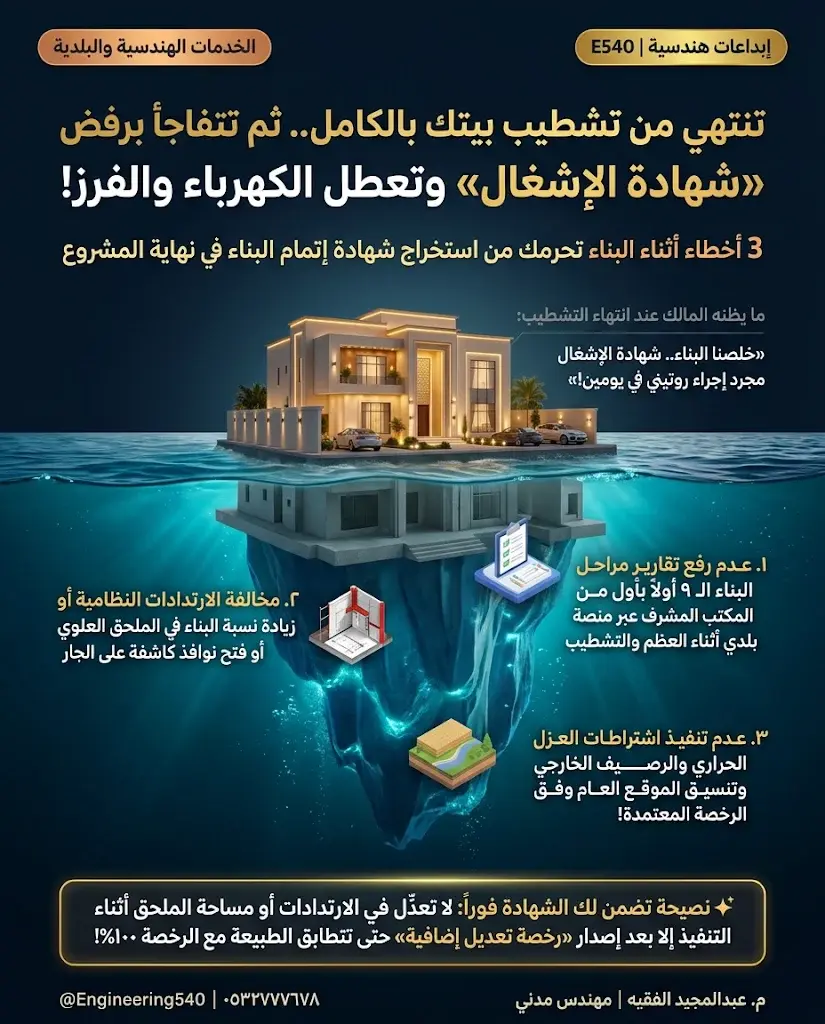 إبداعات هندسية | E540
الخدمات الهندسية والبلدية
تنتهي من تشطيب بيتك بالكامل.. ثم تتفاجأ برفض
«شهادة الإشغال» وتعطل الكهرباء والفرز!
3 أخطاء أثناء البناء تحرمك من استخراج شهادة إتمام البناء في نهاية المشروع
ما يظنه المالك عند انتهاء التشطيب:
«خلصنا البناء.. شهادة الإشغال
مجرد إجراء روتيني في يومين!»
١. عدم رفع تقارير مراحل
البناء الـ ٩ أولاً بأول من
المكتب المشرف عبر منصة
بلدي أثناء العظم والتشطيب
٢. مخالفة الارتدادات النظامية أو
زيادة نسبة البناء في الملحق العلوي
أو فتح نوافذ كاشفة على الجار
٣. عدم تنفيذ اشتراطات العزل
الحراري والرصيف الخارجي
وتنسيق الموقع العام وفق
الرخصة المعتمدة!
نصيحة تضمن لك الشهادة فوراً: لا تعدّل في الارتدادات أو مساحة الملحق أثناء
التنفيذ إلا بعد إصدار «رخصة تعديل إضافية» حتى تتطابق الطبيعة مع الرخصة ١٠٠%!
م. عبدالمجيد الفقيه | مهندس مدني
٠٥٣٢٧٧٧٦٧٨ | @Engineering540